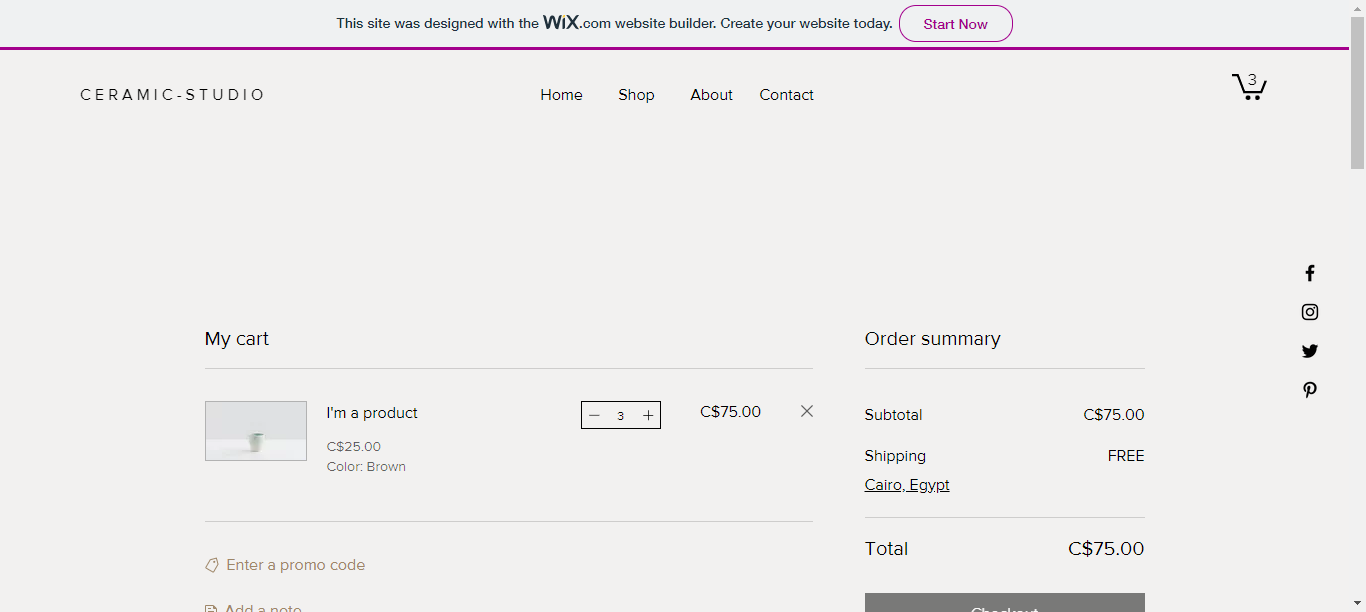 This site was designed with the WiX.com website builder. Create your website today. Start Now
CERAMIC-STUDIO Home Shop About Contact 3
My cart
I'm a product
C$25.00
Color: Brown
3
C$75.00
Enter a promo code
Add a note
Order summary
Subtotal C$75.00
Shipping FREE
Cairo, Egypt
Total C$75.00
Checkout